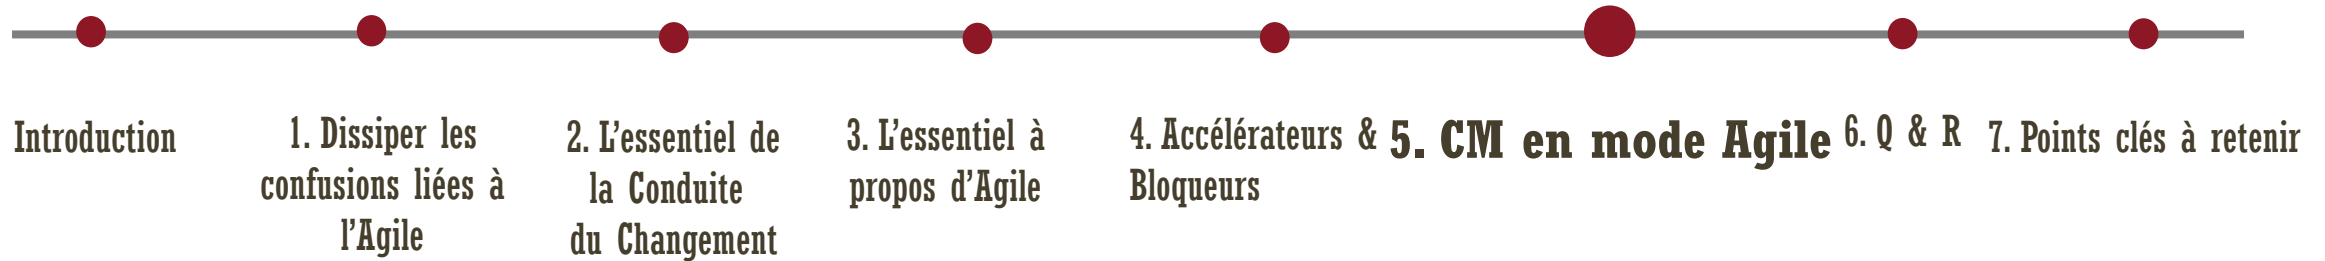 Introduction
1. Dissiper les
confusions liées à
l’Agile
2. L’essentiel de
la Conduite
du Changement
3. L’essentiel à
propos d’Agile
4. Accélérateurs &
Bloqueurs
5. CM en mode Agile
6. Q & R
7. Points clés à retenir